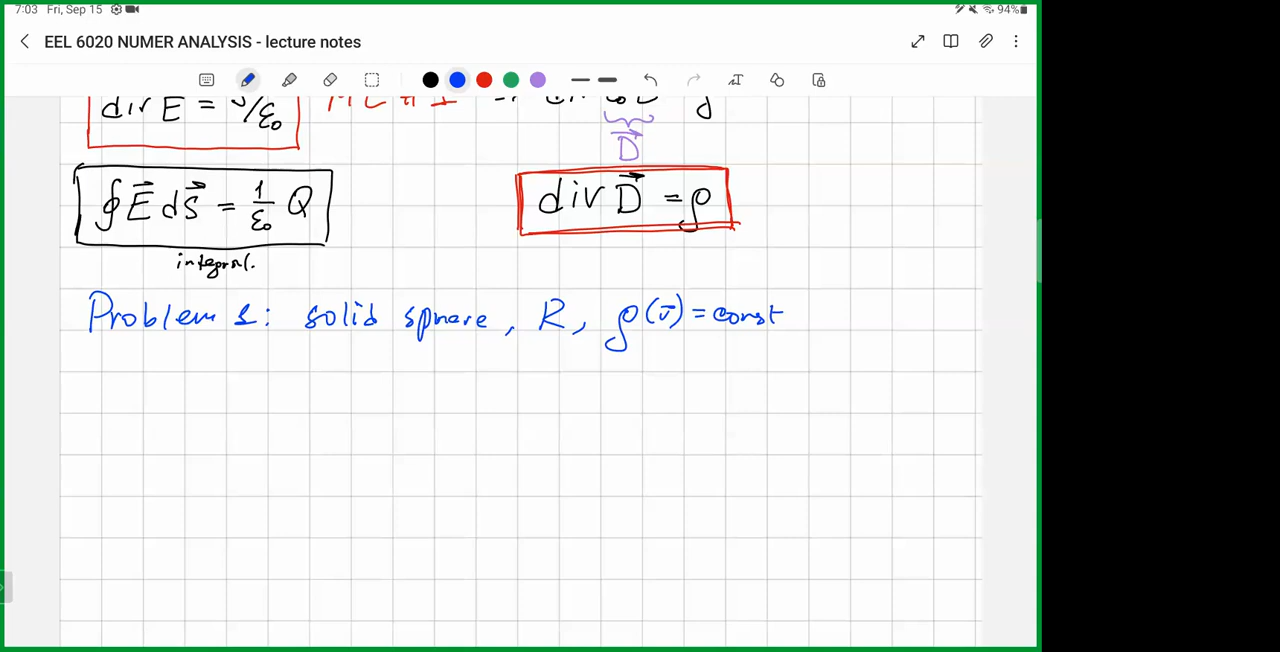 7:03 Fri, Sep 15 94%
EEL 6020 NUMER ANALYSIS - lecture notes
div E = ρ/ε₀
D⃗
∮ E⃗ dS⃗ = 1/ε₀ Q
div D⃗ = ρ
integral.
Problem 1: solid sphere, R, ρ(r̄) = const